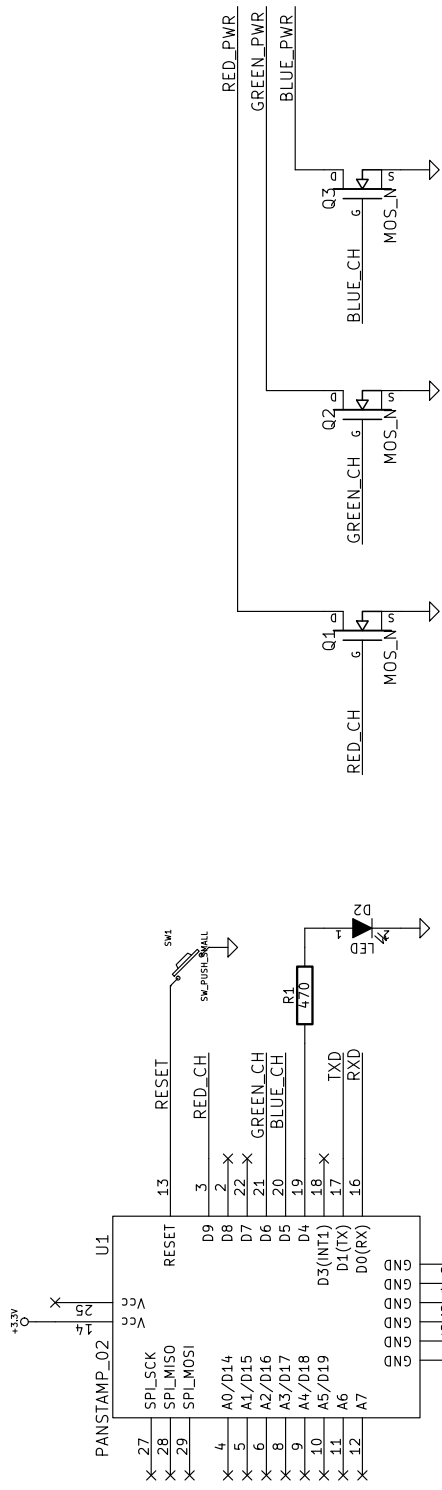 +3.3V
14
Vcc
25
Vcc
PANSTAMP_02
U1
27 SPI_SCK
28 SPI_MISO
29 SPI_MOSI
4 A0/D14
5 A1/D15
6 A2/D16
8 A3/D17
9 A4/D18
10 A5/D19
11 A6
12 A7
RESET 13 RESET
D9 3 RED_CH
D8 2
D7 22
D6 21 GREEN_CH
D5 20 BLUE_CH
D4 19
D3(INT1) 18
D1(TX) 17 TXD
D0(RX) 16 RXD
GND
GND
GND
GND
GND
GND
SW1
SW_PUSH_SMALL
R1
470
1
D2
LED
2
RED_PWR
GREEN_PWR
BLUE_PWR
RED_CH
Q1
D
G
S
MOS_N
GREEN_CH
Q2
D
G
S
MOS_N
BLUE_CH
Q3
D
G
S
MOS_N